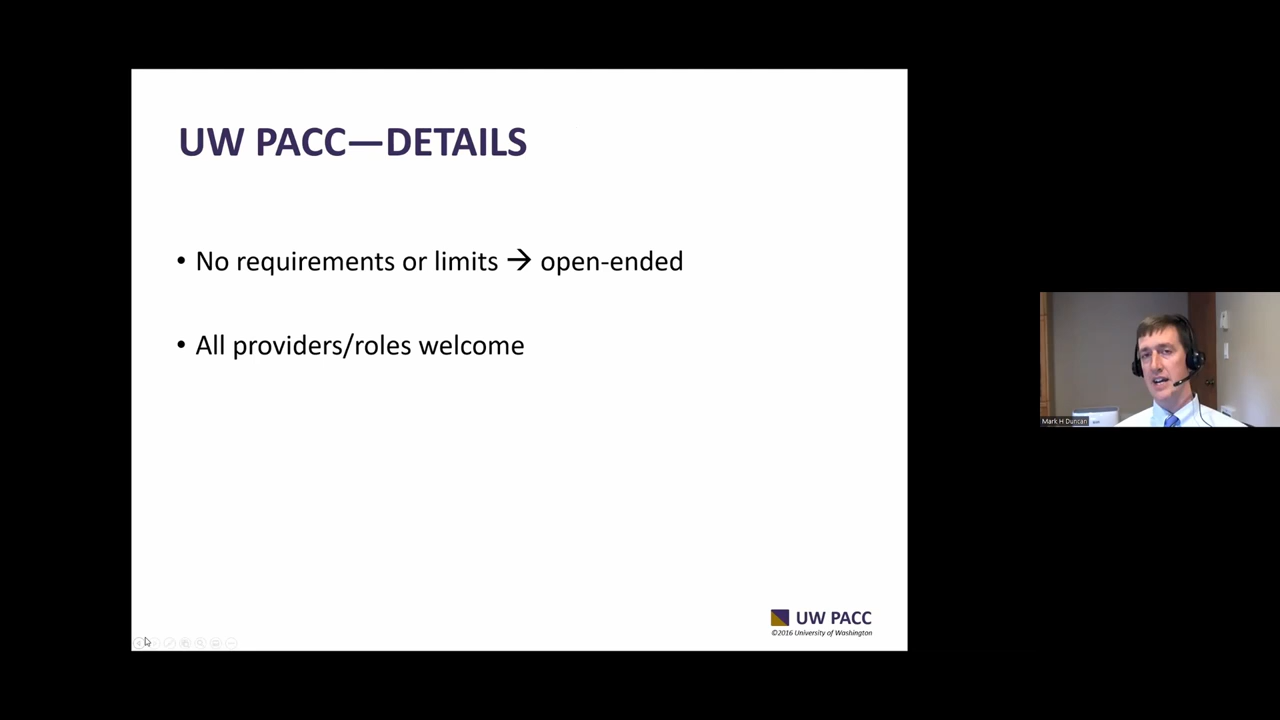 UW PACC—DETAILS
• No requirements or limits → open-ended
• All providers/roles welcome
Mark H Duncan
UW PACC
©2016 University of Washington